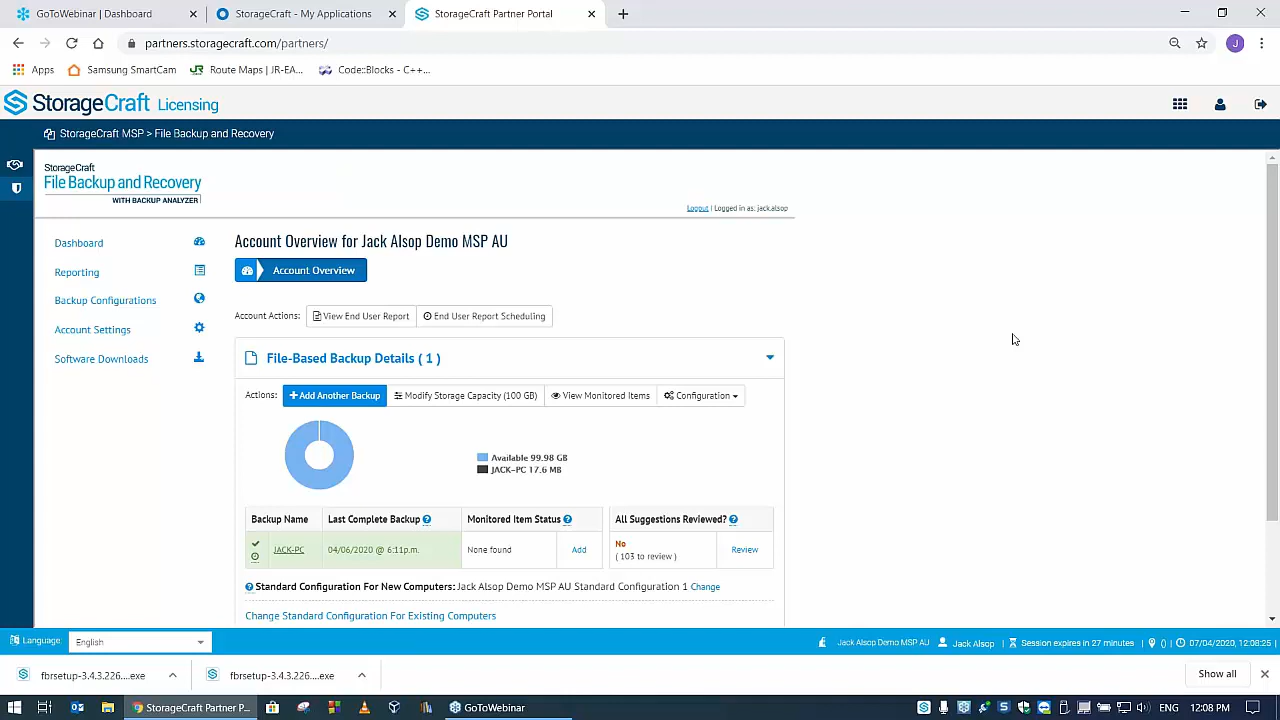 GoToWebinar | Dashboard
StorageCraft - My Applications
StorageCraft Partner Portal
partners.storagecraft.com/partners/
J
Apps
Samsung SmartCam
Route Maps | JR-EA...
Code::Blocks - C++...
StorageCraft Licensing
StorageCraft MSP > File Backup and Recovery
StorageCraft
File Backup and Recovery
WITH BACKUP ANALYZER
Logout | Logged in as: jack.alsop
Dashboard
Reporting
Backup Configurations
Account Settings
Software Downloads
Account Overview for Jack Alsop Demo MSP AU
Account Overview
Account Actions: View End User Report End User Report Scheduling
File-Based Backup Details ( 1 )
Actions: Add Another Backup Modify Storage Capacity (100 GB) View Monitored Items Configuration
Available 99.98 GB
JACK-PC 17.6 MB
Backup Name Last Complete Backup ? Monitored Item Status ? All Suggestions Reviewed? ?
JACK-PC 04/06/2020 @ 6:11p.m. None found Add No
( 103 to review ) Review
? Standard Configuration For New Computers: Jack Alsop Demo MSP AU Standard Configuration 1 Change
Change Standard Configuration For Existing Computers
Language: English
Jack Alsop Demo MSP AU Jack Alsop | Session expires in 27 minutes | () | 07/04/2020, 12:08:25 |
fbrsetup-3.4.3.226....exe
fbrsetup-3.4.3.226....exe
Show all
StorageCraft Partner P...
GoToWebinar
ENG 12:08 PM